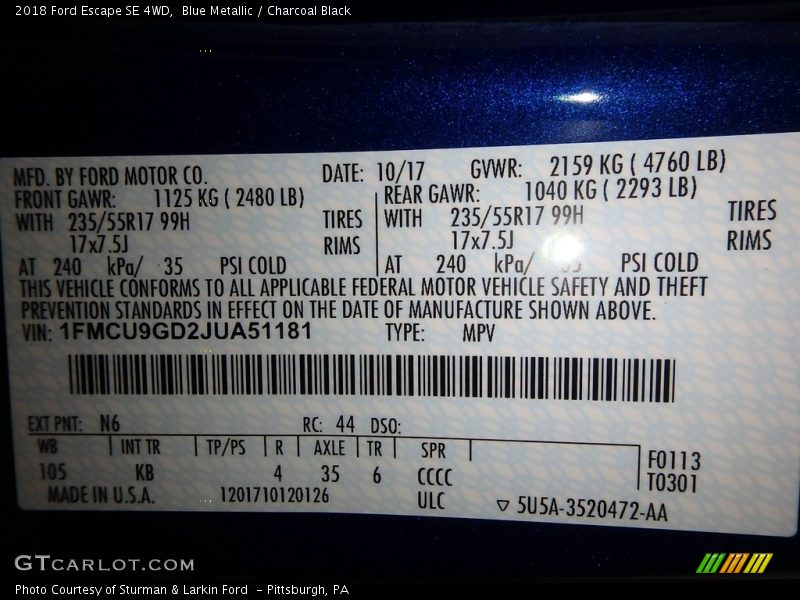 2018 Ford Escape SE 4WD,  Blue Metallic / Charcoal Black
MFD. BY FORD MOTOR CO. DATE: 10/17 GVWR: 2159 KG ( 4760 LB)
FRONT GAWR: 1125 KG ( 2480 LB) REAR GAWR: 1040 KG ( 2293 LB)
WITH 235/55R17 99H TIRES WITH 235/55R17 99H TIRES
17x7.5J RIMS 17x7.5J RIMS
AT 240 kPa/ 35 PSI COLD AT 240 kPa/ PSI COLD
THIS VEHICLE CONFORMS TO ALL APPLICABLE FEDERAL MOTOR VEHICLE SAFETY AND THEFT
PREVENTION STANDARDS IN EFFECT ON THE DATE OF MANUFACTURE SHOWN ABOVE.
VIN: 1FMCU9GD2JUA51181 TYPE: MPV
EXT PNT: N6 RC: 44 DSO:
WB INT TR TP/PS R AXLE TR SPR
105 KB 4 35 6 CCCC
F0113
T0301
MADE IN U.S.A. 1201710120126 ULC ▽ 5U5A-3520472-AA
GTCARLOT.COM
Photo Courtesy of Sturman & Larkin Ford  - Pittsburgh, PA